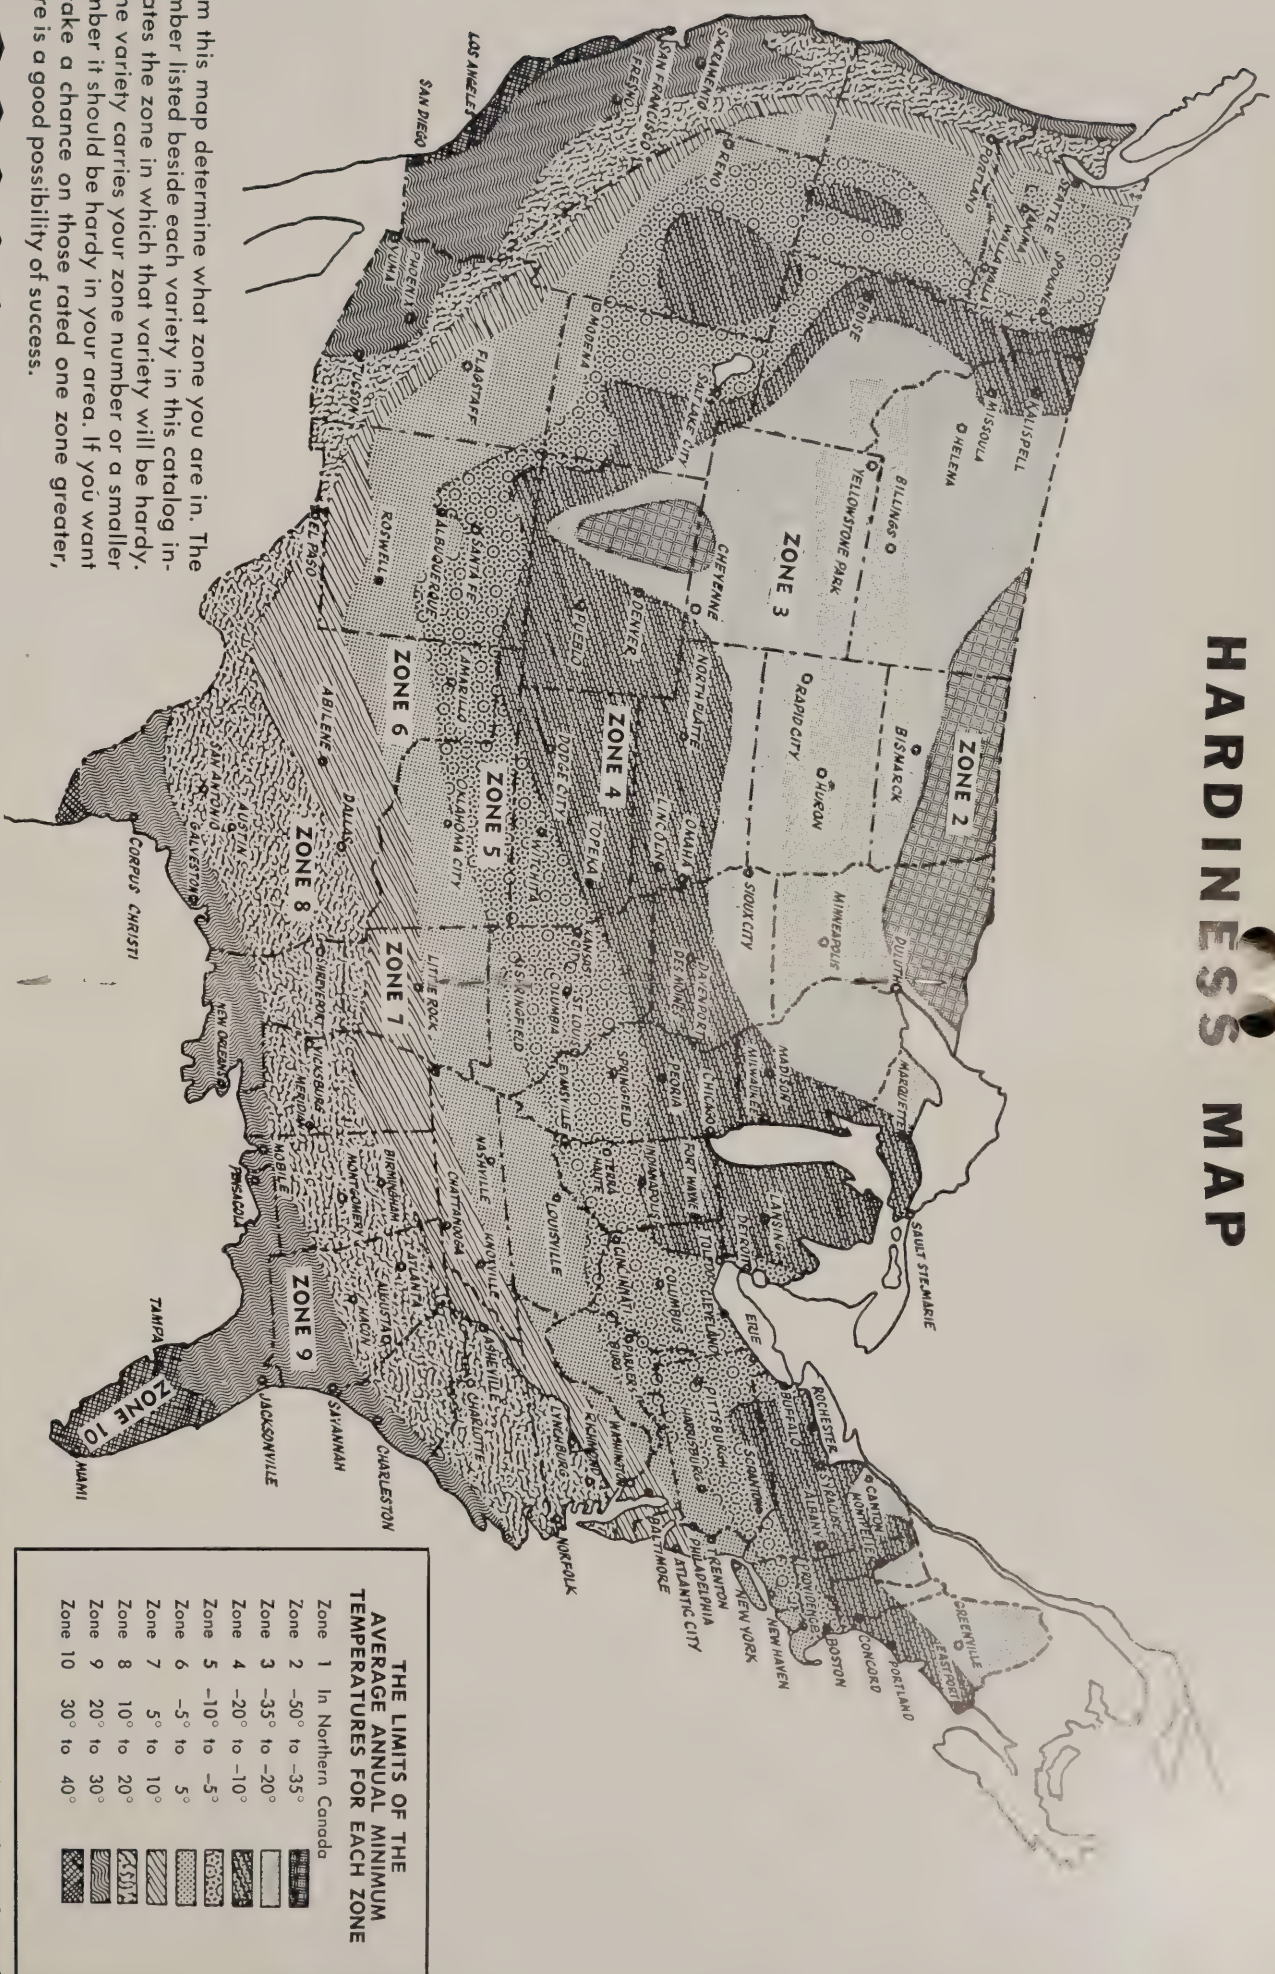 HARDINESS MAP
SEATTLE
SPOKANE
WALLA WALLA
PORTLAND
KALISPELL
MISSOULA
HELENA
BILLINGS
YELLOWSTONE PARK
BOISE
BISMARCK
RAPID CITY
HURON
ZONE 2
ZONE 3
DULUTH
MINNEAPOLIS
SIOUX CITY
MARQUETTE
SAULT STE. MARIE
GREENVILLE
EASTPORT
PORTLAND
CONCORD
BOSTON
PROVIDENCE
NEW HAVEN
NEW YORK
CANTON
ROCHESTER
SYRACUSE
ALBANY
BUFFALO
SCRANTON
TRENTON
PHILADELPHIA
ATLANTIC CITY
BALTIMORE
WASHINGTON
HARRISBURG
PITTSBURGH
ERIE
CLEVELAND
COLUMBUS
CINCINNATI
PARKER
BURG
LANSING
DETROIT
TOLEDO
FORT WAYNE
INDIANAPOLIS
TERRA
HAUTE
EVANSVILLE
MADISON
MILWAUKEE
CHICAGO
PEORIA
SPRINGFIELD
DAVENPORT
DES MOINES
OMAHA
LINCOLN
NORTH PLATTE
CHEYENNE
DENVER
PUEBLO
ZONE 4
DODGE CITY
TOPEKA
WICHITA
KANSAS
COLUMBIA
ST. LOUIS
SPRINGFIELD
SALT LAKE CITY
MODENA
RENO
SACRAMENTO
SAN FRANCISCO
FRESNO
LOS ANGELES
SAN DIEGO
YUMA
PHOENIX
TUCSON
FLAGSTAFF
SANTA FE
ALBUQUERQUE
ROSWELL
EL PASO
AMARILLO
ZONE 5
OKLAHOMA CITY
ZONE 6
ABILENE
DALLAS
ZONE 7
LITTLE ROCK
ZONE 8
SAN ANTONIO
AUSTIN
GALVESTON
CORPUS CHRISTI
SHREVEPORT
VICKSBURG
MERIDIAN
NEW ORLEANS
MOBILE
PENSACOLA
MONTGOMERY
BIRMINGHAM
NASHVILLE
LOUISVILLE
CHATTANOOGA
KNOXVILLE
ATLANTA
AUGUSTA
MACON
ASHEVILLE
CHARLOTTE
LYNCHBURG
RICHMOND
NORFOLK
CHARLESTON
SAVANNAH
ZONE 9
JACKSONVILLE
TAMPA
ZONE 10
MIAMI
m this map determine what zone you are in. The
mber listed beside each variety in this catalog in-
ates the zone in which that variety will be hardy.
he variety carries your zone number or a smaller
mber it should be hardy in your area. If you want
ake a chance on those rated one zone greater,
re is a good possibility of success.
THE LIMITS OF THE
AVERAGE ANNUAL MINIMUM
TEMPERATURES FOR EACH ZONE
Zone 1 In Northern Canada
Zone 2 -50° to -35°
Zone 3 -35° to -20°
Zone 4 -20° to -10°
Zone 5 -10° to -5°
Zone 6 -5° to 5°
Zone 7 5° to 10°
Zone 8 10° to 20°
Zone 9 20° to 30°
Zone 10 30° to 40°